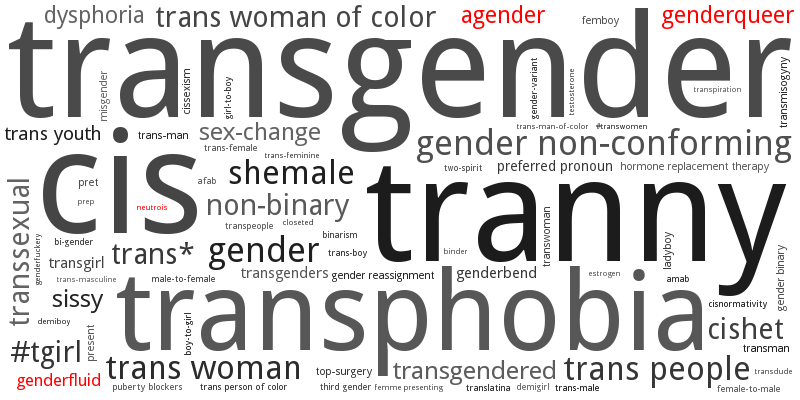 dysphoria
trans woman of color
agender
femboy
genderqueer
transgender
misgender
cissexism
girl-to-boy
gender-variant
testosterone
transpiration
transmisogyny
trans youth
trans-man
sex-change
trans-man-of-color
#transwomen
trans-female
trans-feminine
gender non-conforming
cis
shemale
two-spirit
preferred pronoun
hormone replacement therapy
pret
afab
prep
neutrois
non-binary
tranny
transsexual
transpeople
closeted
binarism
transwoman
ladyboy
genderfuckery
bi-gender
trans*
gender
trans-boy
binder
gender binary
transgirl
trans-masculine
male-to-female
transgenders
gender reassignment
genderbend
estrogen
amab
sissy
transphobia
cisnormativity
demiboy
boy-to-girl
cishet
#tgirl
present
transman
trans woman
top-surgery
transgendered
trans people
transdude
genderfluid
puberty blockers
trans person of color
third gender
femme presenting
translatina
demigirl
trans-male
female-to-male